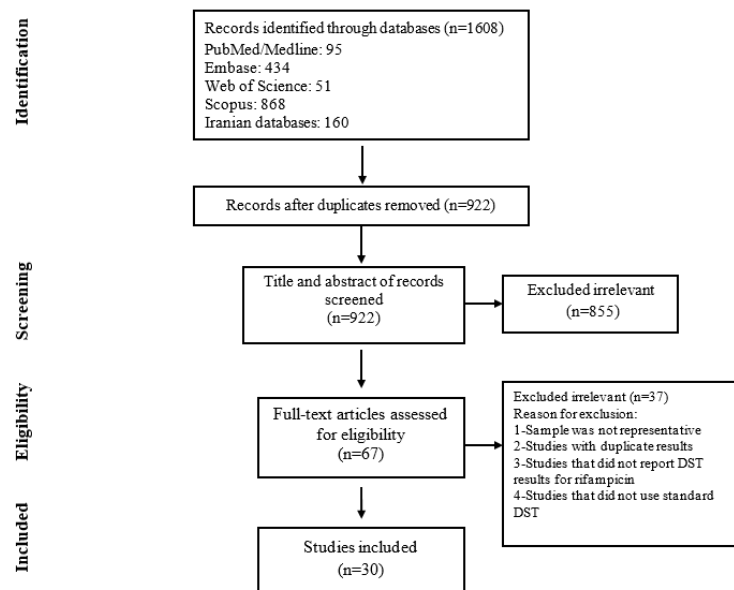 Identification
Records identified through databases (n=1608)
PubMed/Medline: 95
Embase: 434
Web of Science: 51
Scopus: 868
Iranian databases: 160
Records after duplicates removed (n=922)
Screening
Title and abstract of records
screened
(n=922)
Excluded irrelevant
(n=855)
Eligibility
Full-text articles assessed
for eligibility
(n=67)
Excluded irrelevant (n=37)
Reason for exclusion:
1-Sample was not representative
2-Studies with duplicate results
3-Studies that did not report DST
results for rifampicin
4-Studies that did not use standard
DST
Included
Studies included
(n=30)